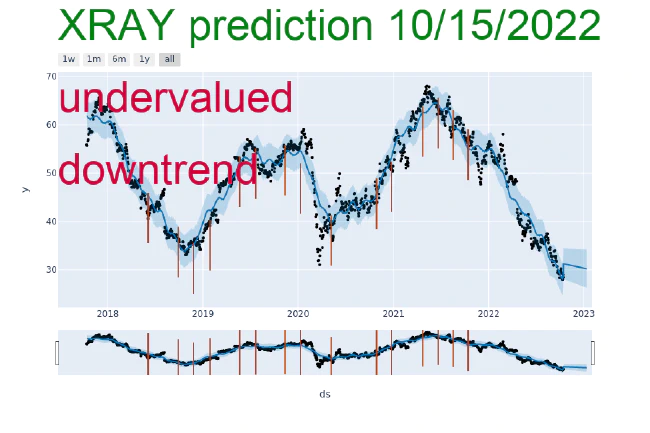 XRAY prediction 10/15/2022
1w 1m 6m 1y all
70
undervalued
60
50
downtrend
y
40
30
2018 2019 2020 2021 2022 2023
ds